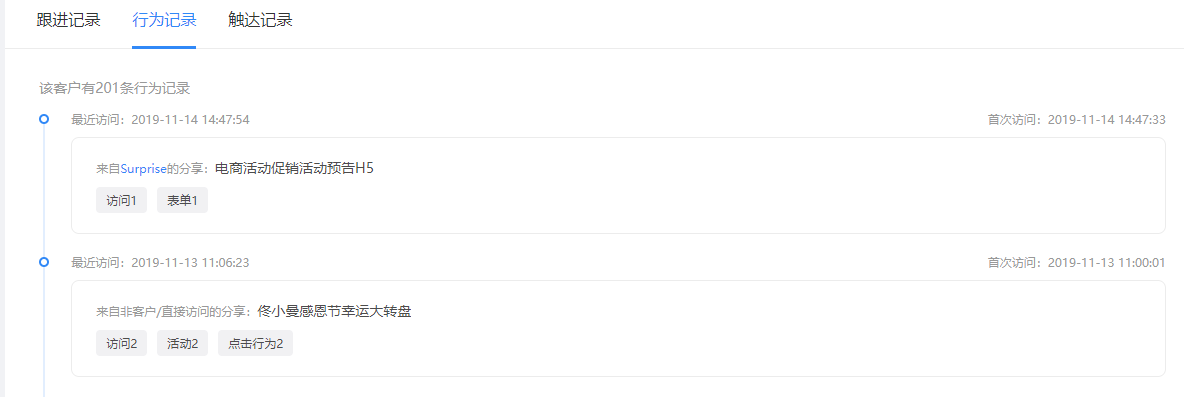 跟进记录 行为记录 触达记录
该客户有201条行为记录
最近访问：2019-11-14 14:47:54 首次访问：2019-11-14 14:47:33
来自Surprise的分享：电商活动促销活动预告H5
访问1 表单1
最近访问：2019-11-13 11:06:23 首次访问：2019-11-13 11:00:01
来自非客户/直接访问的分享：佟小曼感恩节幸运大转盘
访问2 活动2 点击行为2